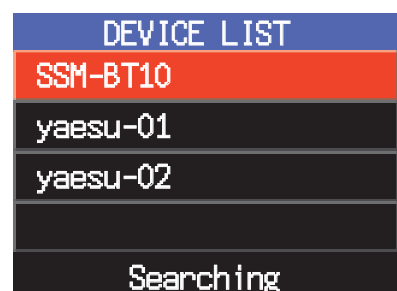 DEVICE LIST
SSM-BT10
yaesu-01
yaesu-02
Searching